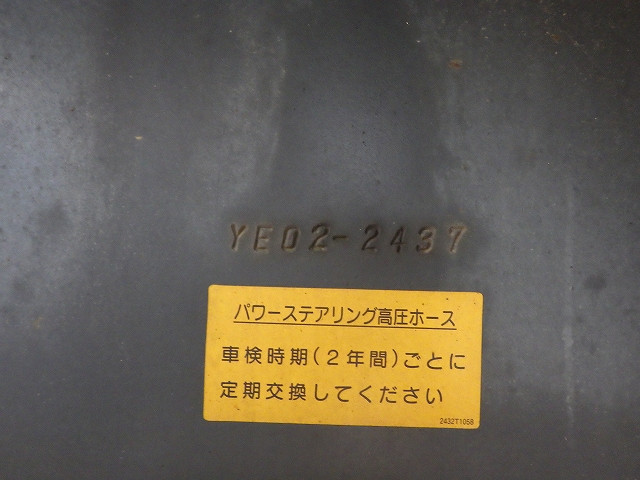 YE02-2437
パワーステアリング高圧ホース
車検時期(2年間)ごとに
定期交換してください
2432T1058